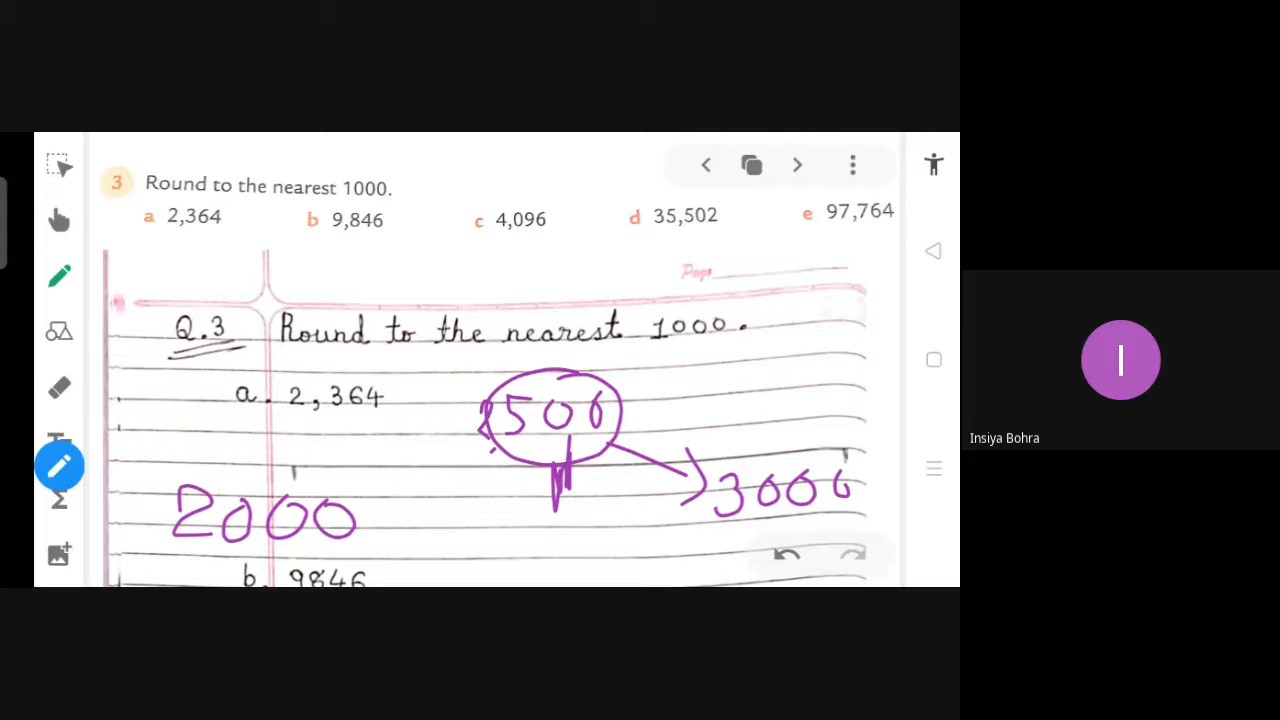 3 Round to the nearest 1000.
a 2,364 b 9,846 c 4,096 d 35,502 e 97,764
Page
Q.3 Round to the nearest 1000.
a. 2,364
2500
2000
3000
b. 9846
I
Insiya Bohra